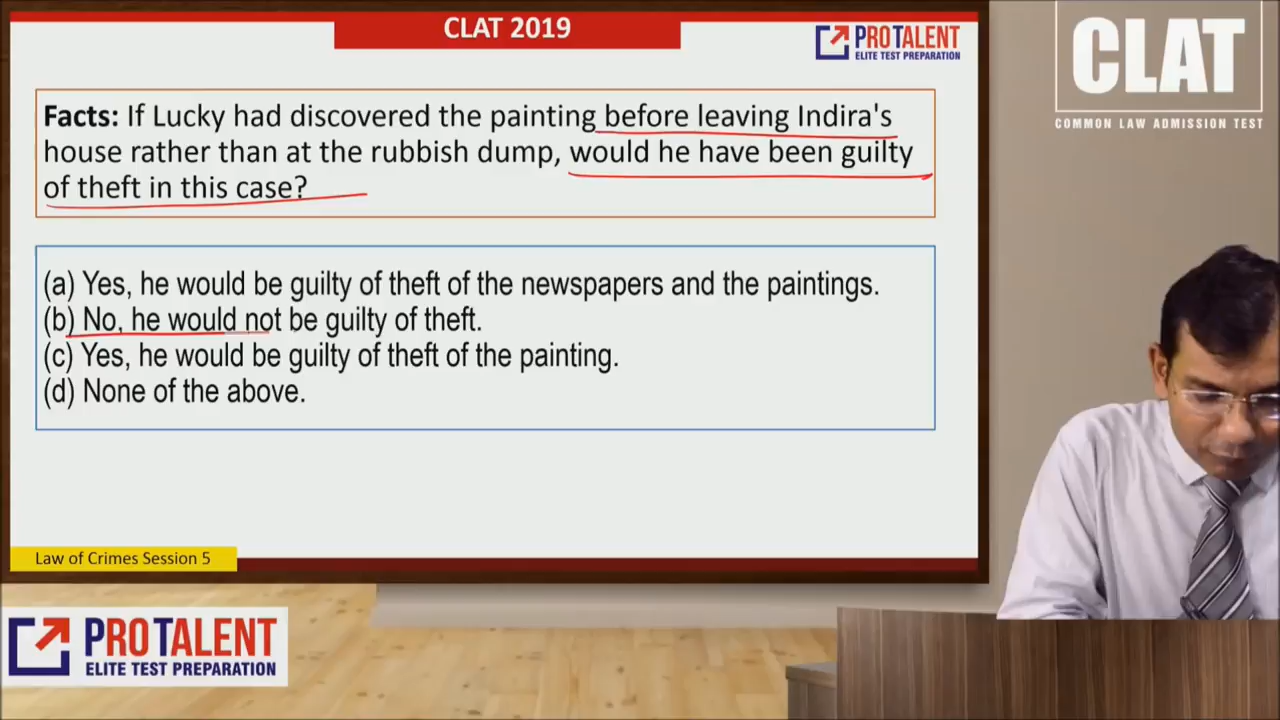 CLAT 2019
PROTALENT
ELITE TEST PREPARATION
CLAT
COMMON LAW ADMISSION TEST
Facts: If Lucky had discovered the painting before leaving Indira's
house rather than at the rubbish dump, would he have been guilty
of theft in this case?
(a) Yes, he would be guilty of theft of the newspapers and the paintings.
(b) No, he would not be guilty of theft.
(c) Yes, he would be guilty of theft of the painting.
(d) None of the above.
Law of Crimes Session 5
PROTALENT
ELITE TEST PREPARATION